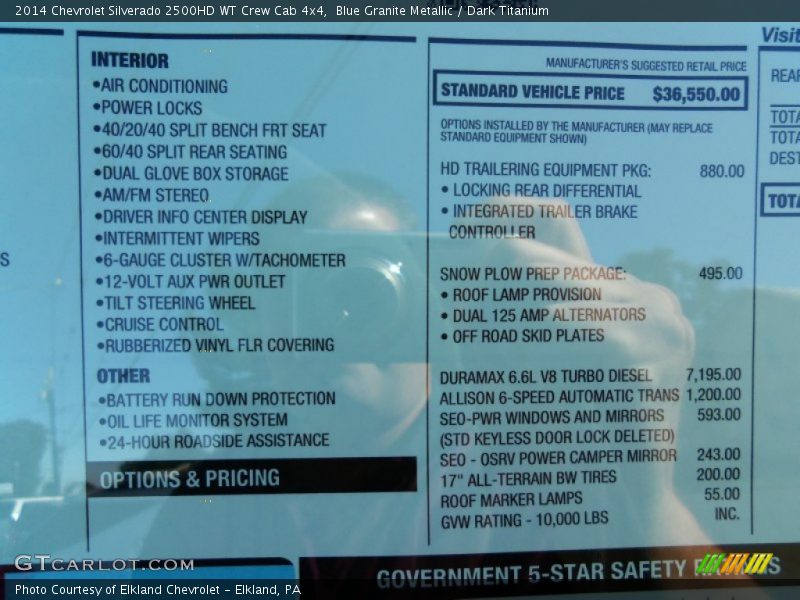 2014 Chevrolet Silverado 2500HD WT Crew Cab 4x4,  Blue Granite Metallic / Dark Titanium
INTERIOR
•AIR CONDITIONING
•POWER LOCKS
•40/20/40 SPLIT BENCH FRT SEAT
•60/40 SPLIT REAR SEATING
•DUAL GLOVE BOX STORAGE
•AM/FM STEREO
•DRIVER INFO CENTER DISPLAY
•INTERMITTENT WIPERS
•6-GAUGE CLUSTER W/TACHOMETER
•12-VOLT AUX PWR OUTLET
•TILT STEERING WHEEL
•CRUISE CONTROL
•RUBBERIZED VINYL FLR COVERING
OTHER
•BATTERY RUN DOWN PROTECTION
•OIL LIFE MONITOR SYSTEM
•24-HOUR ROADSIDE ASSISTANCE
OPTIONS & PRICING
MANUFACTURER'S SUGGESTED RETAIL PRICE
STANDARD VEHICLE PRICE $36,550.00
OPTIONS INSTALLED BY THE MANUFACTURER (MAY REPLACE
STANDARD EQUIPMENT SHOWN)
HD TRAILERING EQUIPMENT PKG: 880.00
• LOCKING REAR DIFFERENTIAL
• INTEGRATED TRAILER BRAKE
CONTROLLER
SNOW PLOW PREP PACKAGE: 495.00
• ROOF LAMP PROVISION
• DUAL 125 AMP ALTERNATORS
• OFF ROAD SKID PLATES
DURAMAX 6.6L V8 TURBO DIESEL 7,195.00
ALLISON 6-SPEED AUTOMATIC TRANS 1,200.00
SEO-PWR WINDOWS AND MIRRORS 593.00
(STD KEYLESS DOOR LOCK DELETED)
SEO - OSRV POWER CAMPER MIRROR 243.00
17" ALL-TERRAIN BW TIRES 200.00
ROOF MARKER LAMPS 55.00
GVW RATING - 10,000 LBS INC.
Visit
REAR
TOTA
TOTA
DEST
TOTA
S
GOVERNMENT 5-STAR SAFETY
GTCARLOT.COM
Photo Courtesy of Elkland Chevrolet - Elkland, PA